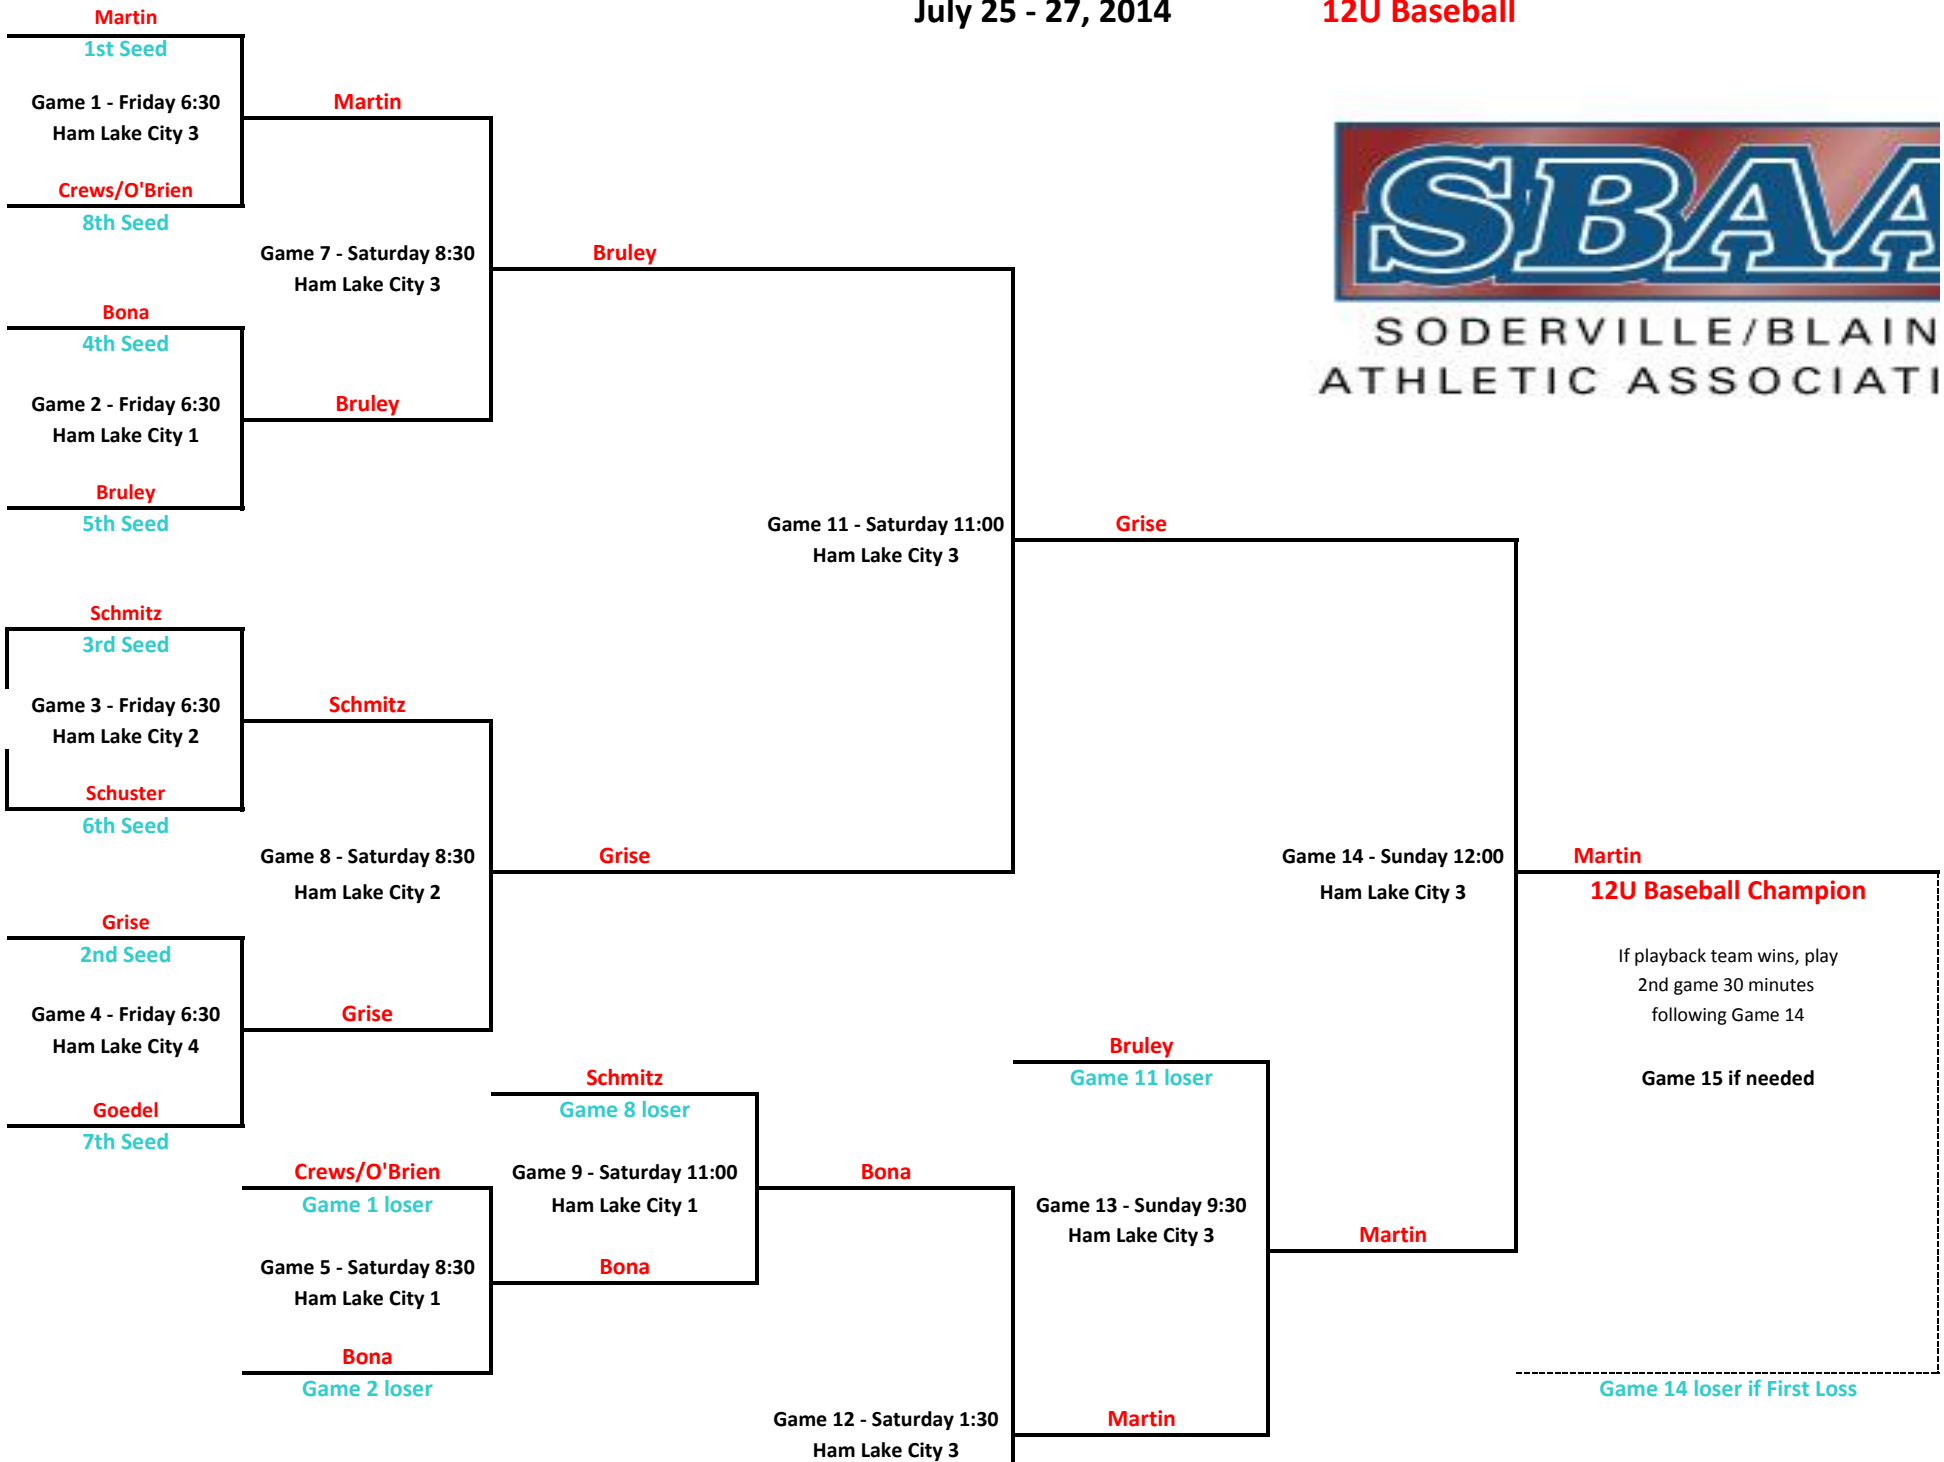 July 25 - 27, 2014
12U Baseball
Martin
1st Seed
Game 1 - Friday 6:30
Ham Lake City 3
Crews/O'Brien
8th Seed
Martin
Game 7 - Saturday 8:30
Ham Lake City 3
Bona
4th Seed
Game 2 - Friday 6:30
Ham Lake City 1
Bruley
5th Seed
Bruley
Bruley
SBAA
SODERVILLE/BLAIN
ATHLETIC ASSOCIATI
Game 11 - Saturday 11:00
Ham Lake City 3
Grise
Schmitz
3rd Seed
Game 3 - Friday 6:30
Ham Lake City 2
Schuster
6th Seed
Schmitz
Game 8 - Saturday 8:30
Ham Lake City 2
Grise
Grise
2nd Seed
Game 4 - Friday 6:30
Ham Lake City 4
Goedel
7th Seed
Grise
Game 14 - Sunday 12:00
Ham Lake City 3
Martin
12U Baseball Champion
If playback team wins, play
2nd game 30 minutes
following Game 14
Game 15 if needed
Schmitz
Game 8 loser
Game 9 - Saturday 11:00
Ham Lake City 1
Crews/O'Brien
Game 1 loser
Game 5 - Saturday 8:30
Ham Lake City 1
Bona
Game 2 loser
Bona
Bona
Bruley
Game 11 loser
Game 13 - Sunday 9:30
Ham Lake City 3
Martin
Game 12 - Saturday 1:30
Ham Lake City 3
Martin
Game 14 loser if First Loss